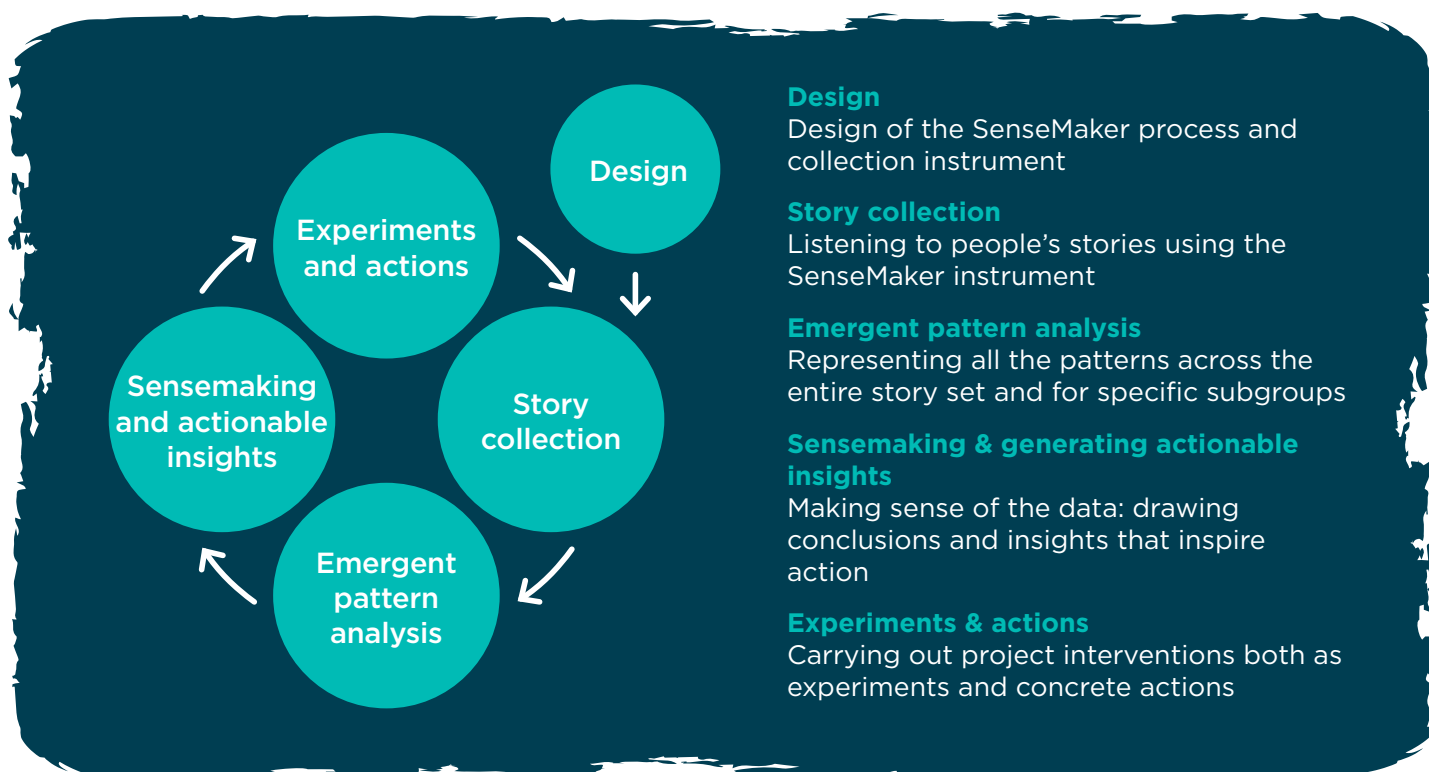 Design
Experiments
and actions
Sensemaking
and actionable
insights
Story
collection
Emergent
pattern
analysis
Design
Design of the SenseMaker process and
collection instrument
Story collection
Listening to people’s stories using the
SenseMaker instrument
Emergent pattern analysis
Representing all the patterns across the
entire story set and for specific subgroups
Sensemaking & generating actionable
insights
Making sense of the data: drawing
conclusions and insights that inspire
action
Experiments & actions
Carrying out project interventions both as
experiments and concrete actions